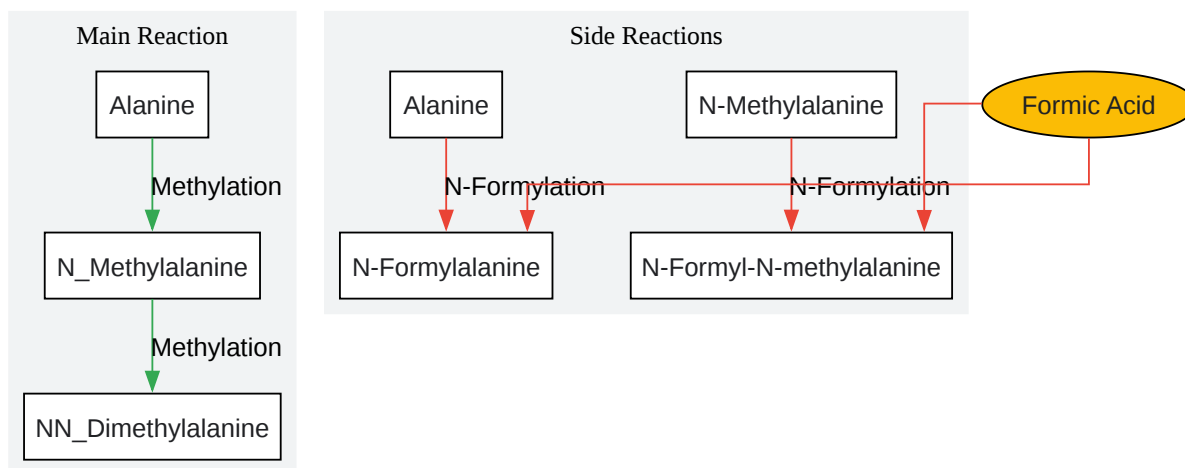 Main Reaction
Alanine
Methylation
N_Methylalanine
Methylation
NN_Dimethylalanine
Side Reactions
Alanine
N-Methylalanine
Formic Acid
N-Formylation
N-Formylation
N-Formylalanine
N-Formyl-N-methylalanine